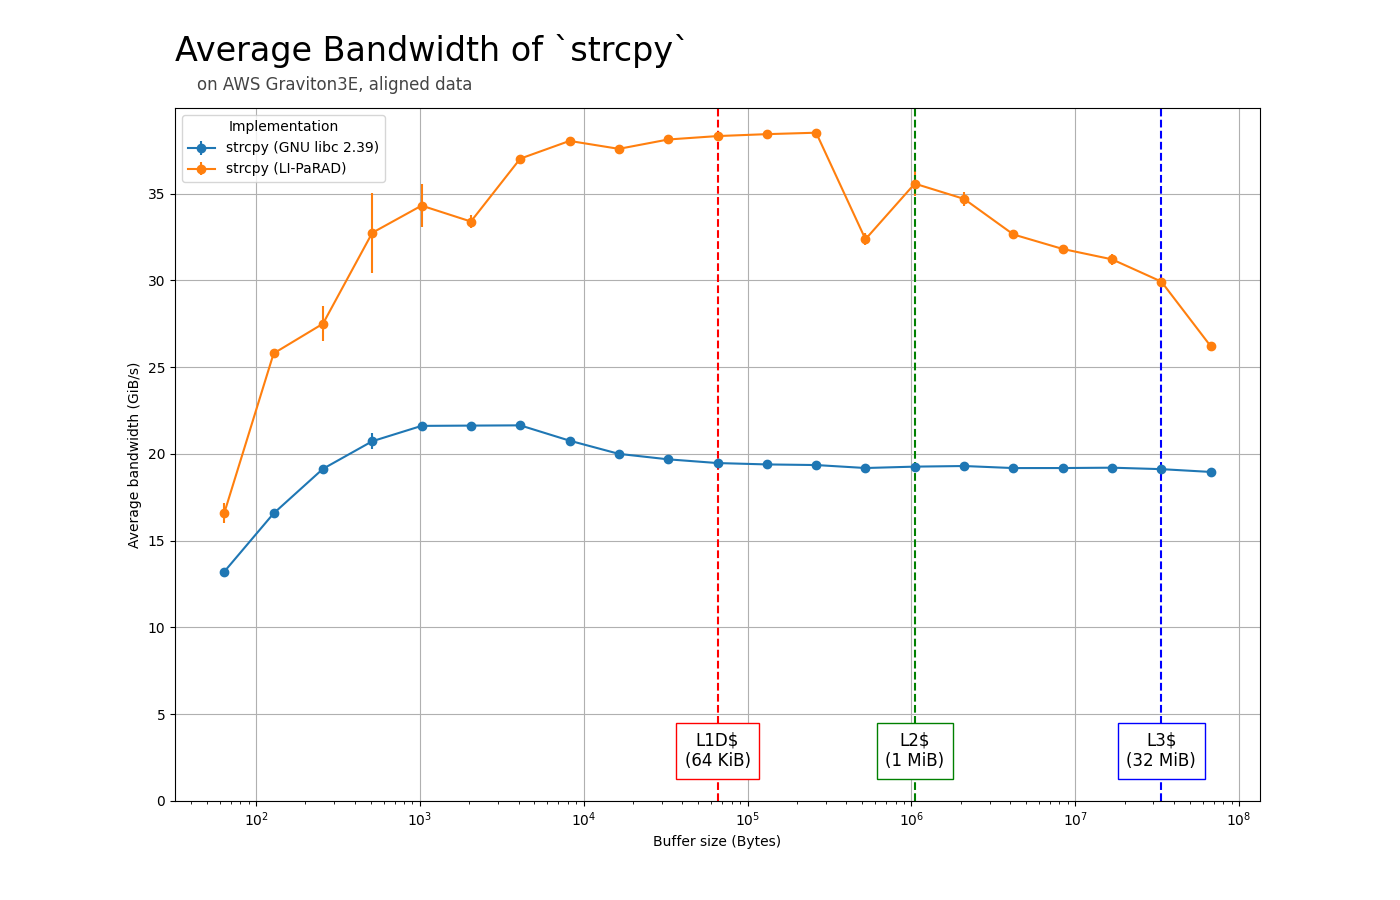 Average Bandwidth of `strcpy`
on AWS Graviton3E, aligned data
Implementation
strcpy (GNU libc 2.39)
strcpy (LI-PaRAD)
Average bandwidth (GiB/s)
35
30
25
20
15
10
5
0
L1D$
(64 KiB)
L2$
(1 MiB)
L3$
(32 MiB)
10²
10³
10⁴
10⁵
10⁶
10⁷
10⁸
Buffer size (Bytes)